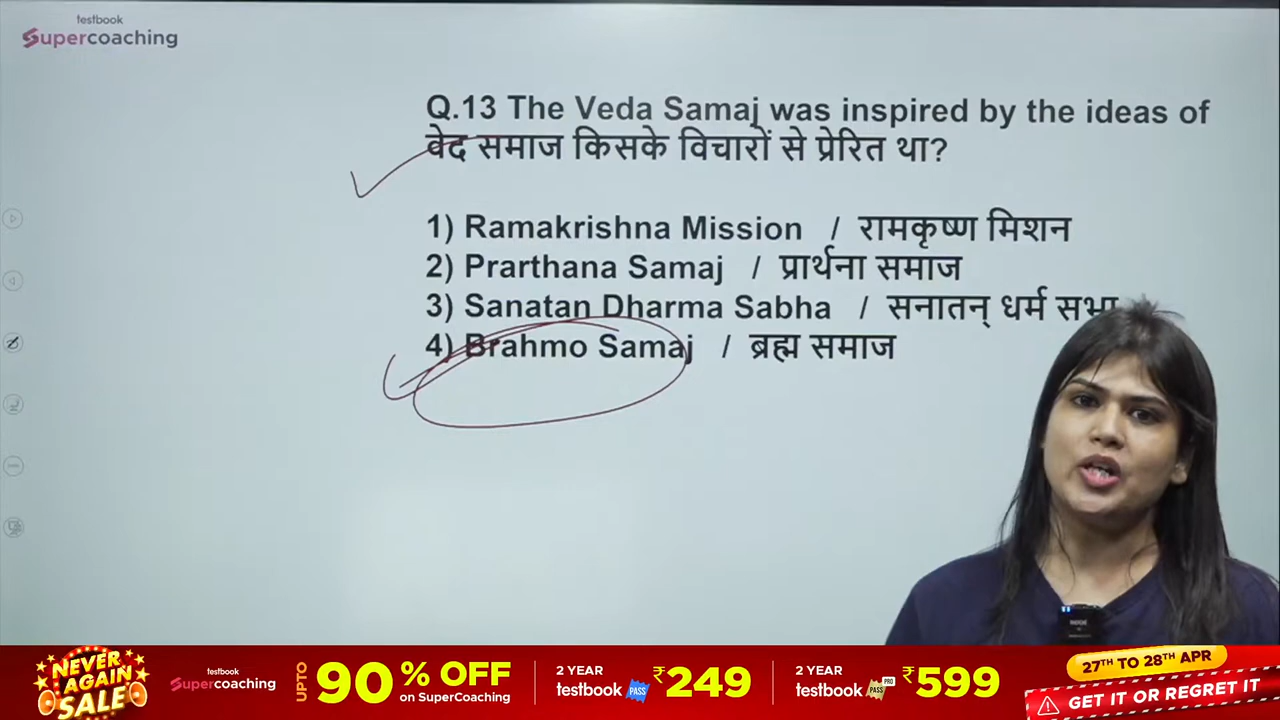 testbook
Supercoaching
Q.13 The Veda Samaj was inspired by the ideas of
वेद समाज किसके विचारों से प्रेरित था?
1) Ramakrishna Mission / रामकृष्ण मिशन
2) Prarthana Samaj / प्रार्थना समाज
3) Sanatan Dharma Sabha / सनातन् धर्म सभा
4) Brahmo Samaj / ब्रह्म समाज
NEVER AGAIN SALE
testbook
Supercoaching
UPTO 90% OFF
on SuperCoaching
2 YEAR
testbook PASS ₹249
2 YEAR
testbook PASS PRO ₹599
27TH TO 28TH APR
GET IT OR REGRET IT